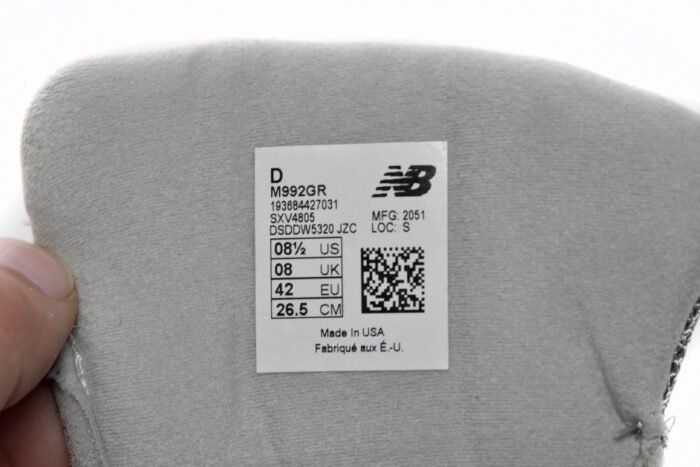 D
M992GR
193684427031
SXV4805
DSDDW5320 JZC
NB
MFG: 2051
LOC: S
08½ US
08 UK
42 EU
26.5 CM
Made In USA
Fabriqué aux É.-U.